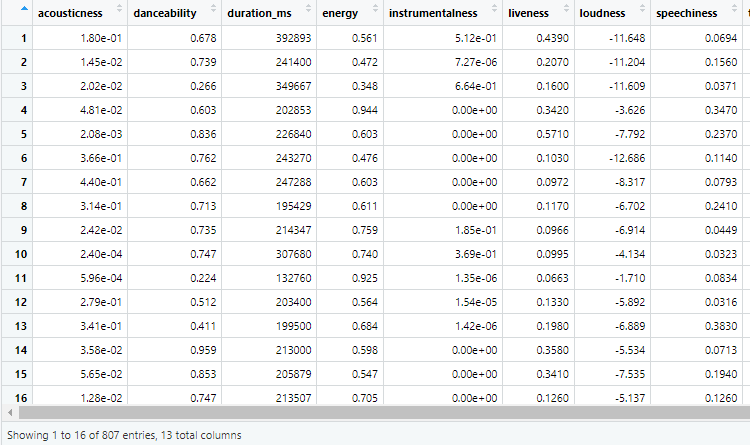 acousticness danceability duration_ms energy instrumentalness liveness loudness speechiness
1 1.80e-01 0.678 392893 0.561 5.12e-01 0.4390 -11.648 0.0694
2 1.45e-02 0.739 241400 0.472 7.27e-06 0.2070 -11.204 0.1560
3 2.02e-02 0.266 349667 0.348 6.64e-01 0.1600 -11.609 0.0371
4 4.81e-02 0.603 202853 0.944 0.00e+00 0.3420 -3.626 0.3470
5 2.08e-03 0.836 226840 0.603 0.00e+00 0.5710 -7.792 0.2370
6 3.66e-01 0.762 243270 0.476 0.00e+00 0.1030 -12.686 0.1140
7 4.40e-01 0.662 247288 0.603 0.00e+00 0.0972 -8.317 0.0793
8 3.14e-01 0.713 195429 0.611 0.00e+00 0.1170 -6.702 0.2410
9 2.42e-02 0.735 214347 0.759 1.85e-01 0.0966 -6.914 0.0449
10 2.40e-04 0.747 307680 0.740 3.69e-01 0.0995 -4.134 0.0323
11 5.96e-04 0.224 132760 0.925 1.35e-06 0.0663 -1.710 0.0834
12 2.79e-01 0.512 203400 0.564 1.54e-05 0.1330 -5.892 0.0316
13 3.41e-01 0.411 199500 0.684 1.42e-06 0.1980 -6.889 0.3830
14 3.58e-02 0.959 213000 0.598 0.00e+00 0.3580 -5.534 0.0713
15 5.65e-02 0.853 205879 0.547 0.00e+00 0.3410 -7.535 0.1940
16 1.28e-02 0.747 213507 0.705 0.00e+00 0.1260 -5.137 0.1260
Showing 1 to 16 of 807 entries, 13 total columns